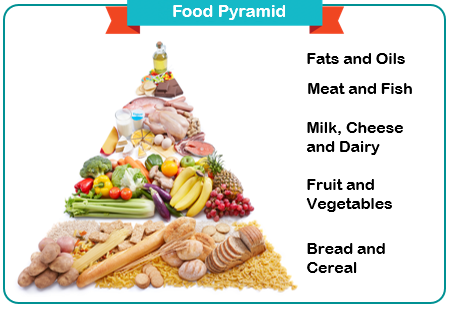 Food Pyramid
Fats and Oils
Meat and Fish
Milk, Cheese
and Dairy
Fruit and
Vegetables
Bread and
Cereal